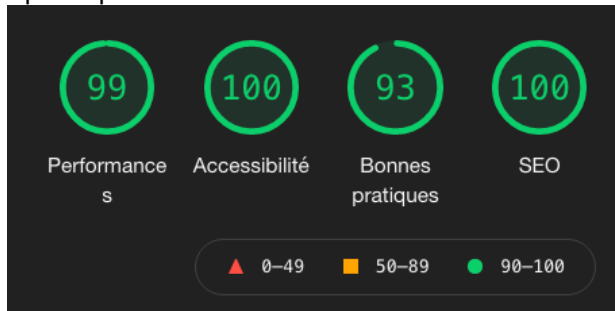 99 100 93 100
Performance Accessibilité Bonnes SEO
s pratiques
0–49 50–89 90–100